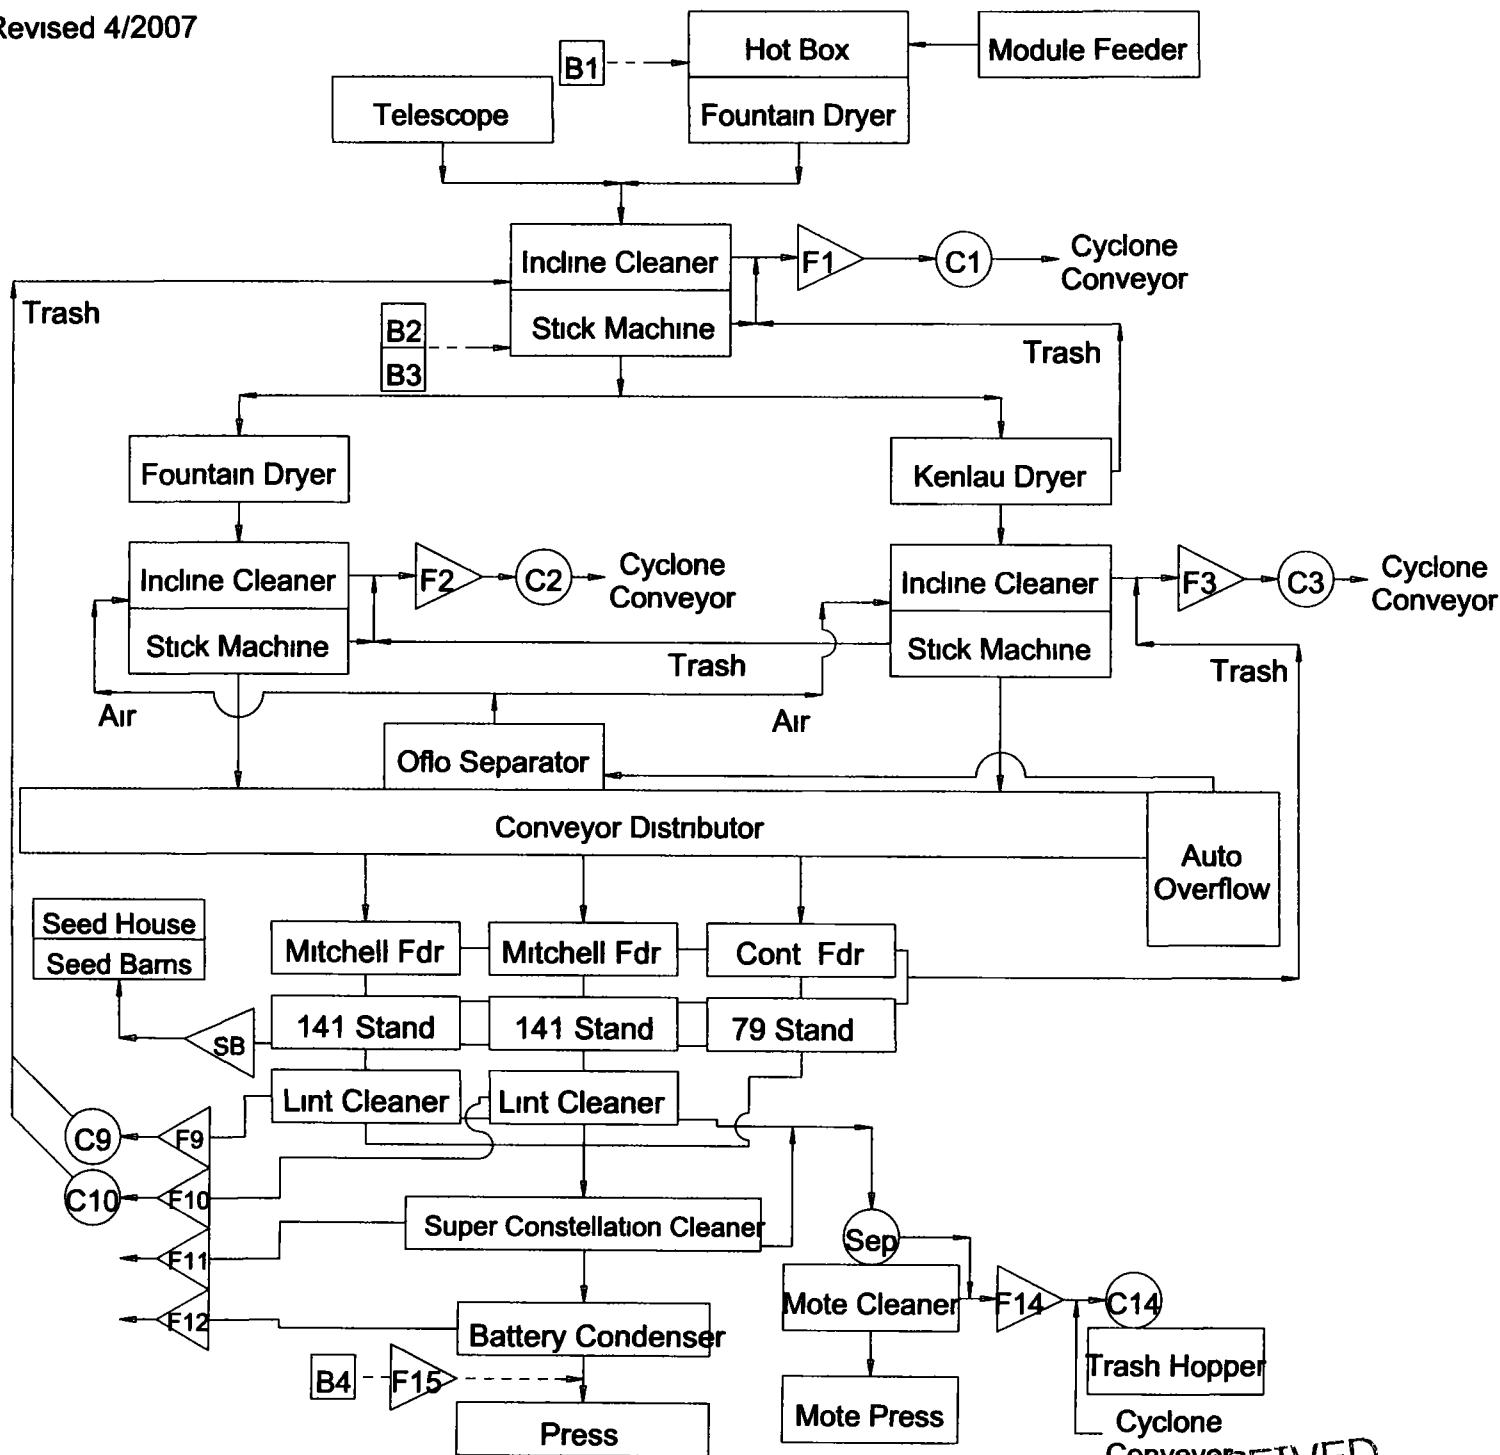 Revised 4/2007
B1
Hot Box
Module Feeder
Telescope
Fountain Dryer
Incline Cleaner
F1
C1
Cyclone
Conveyor
Trash
B2
Stick Machine
B3
Trash
Fountain Dryer
Kenlau Dryer
Incline Cleaner
F2
C2
Cyclone
Conveyor
Incline Cleaner
F3
C3
Cyclone
Conveyor
Stick Machine
Trash
Stick Machine
Trash
Air
Air
Oflo Separator
Conveyor Distributor
Auto
Overflow
Seed House
Seed Barns
Mitchell Fdr
Mitchell Fdr
Cont Fdr
SB
141 Stand
141 Stand
79 Stand
Lint Cleaner
Lint Cleaner
C9
F9
C10
F10
F11
F12
Super Constellation Cleaner
Sep
Mote Cleaner
F14
C14
Battery Condenser
Trash Hopper
B4
F15
Press
Mote Press
Cyclone
Conveyor